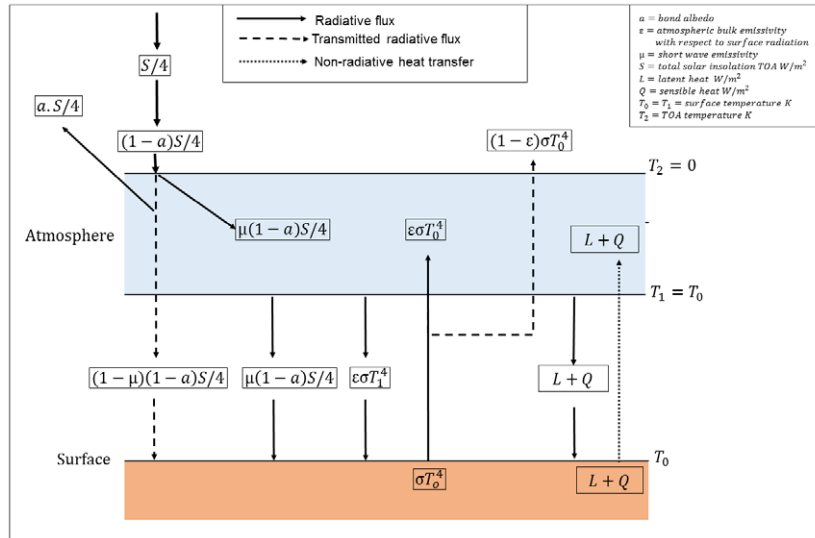 Radiative flux
Transmitted radiative flux
Non-radiative heat transfer
a = bond albedo
ε = atmospheric bulk emissivity
with respect to surface radiation
μ = short wave emissivity
S = total solar insolation TOA W/m²
L = latent heat W/m²
Q = sensible heat W/m²
T₀ = T₁ = surface temperature K
T₂ = TOA temperature K
S/4
a. S/4
(1 − a)S/4
(1 − ε)σT₀⁴
T₂ = 0
Atmosphere
μ(1 − a)S/4
εσT₀⁴
L + Q
-
T₁ = T₀
(1 − μ)(1 − a)S/4
μ(1 − a)S/4
εσT₁⁴
L + Q
Surface
T₀
σTₒ⁴
L + Q